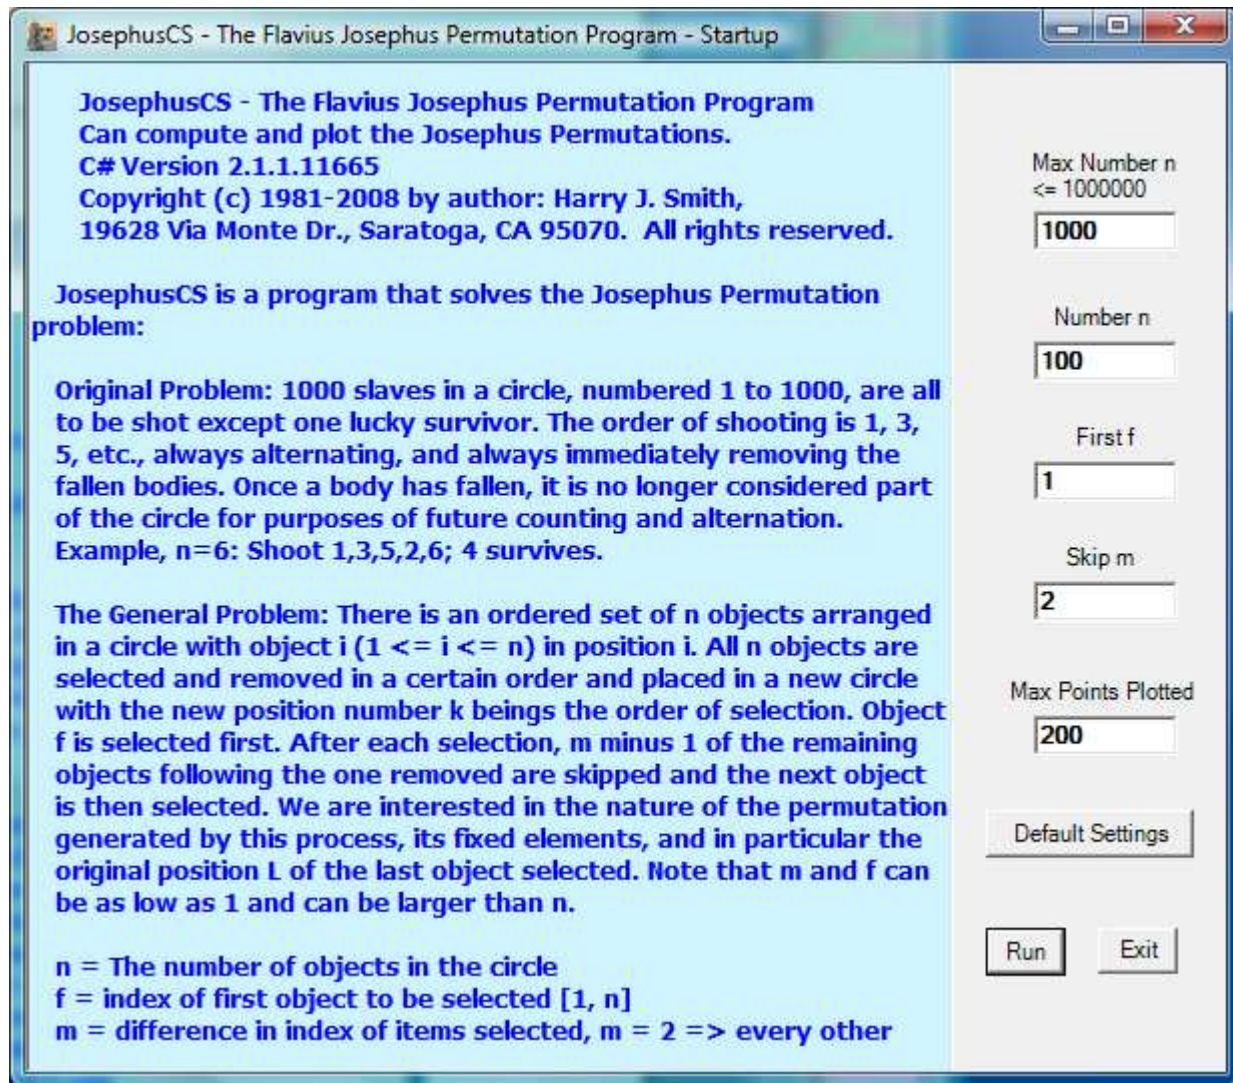 JosephusCS - The Flavius Josephus Permutation Program - Startup
JosephusCS - The Flavius Josephus Permutation Program
Can compute and plot the Josephus Permutations.
C# Version 2.1.1.11665
Copyright (c) 1981-2008 by author: Harry J. Smith,
19628 Via Monte Dr., Saratoga, CA 95070.  All rights reserved.
JosephusCS is a program that solves the Josephus Permutation
problem:
Original Problem: 1000 slaves in a circle, numbered 1 to 1000, are all
to be shot except one lucky survivor. The order of shooting is 1, 3,
5, etc., always alternating, and always immediately removing the
fallen bodies. Once a body has fallen, it is no longer considered part
of the circle for purposes of future counting and alternation.
Example, n=6: Shoot 1,3,5,2,6; 4 survives.
The General Problem: There is an ordered set of n objects arranged
in a circle with object i (1 <= i <= n) in position i. All n objects are
selected and removed in a certain order and placed in a new circle
with the new position number k beings the order of selection. Object
f is selected first. After each selection, m minus 1 of the remaining
objects following the one removed are skipped and the next object
is then selected. We are interested in the nature of the permutation
generated by this process, its fixed elements, and in particular the
original position L of the last object selected. Note that m and f can
be as low as 1 and can be larger than n.
n = The number of objects in the circle
f = index of first object to be selected [1, n]
m = difference in index of items selected, m = 2 => every other
Max Number n
<= 1000000
1000
Number n
100
First f
1
Skip m
2
Max Points Plotted
200
Default Settings
Run Exit